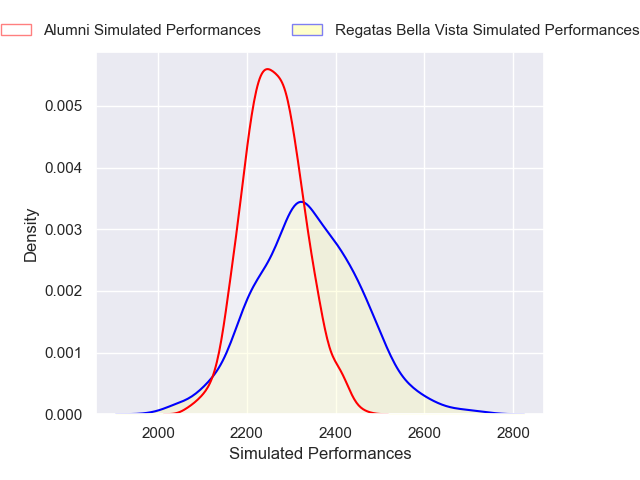 Alumni Simulated Performances
Regatas Bella Vista Simulated Performances
0.005
0.004
0.003
0.002
0.001
0.000
Density
2000
2200
2400
2600
2800
Simulated Performances